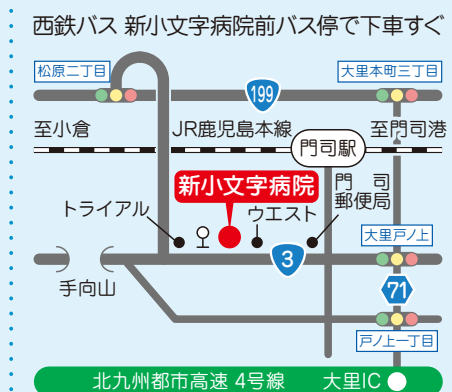 西鉄バス 新小文字病院前バス停で下車すぐ
松原二丁目
大里本町三丁目
199
至小倉
JR鹿児島本線
至門司港
門司駅
新小文字病院
門司
郵便局
トライアル
ウエスト
大里戸ノ上
3
手向山
71
戸ノ上一丁目
北九州都市高速 4号線
大里IC